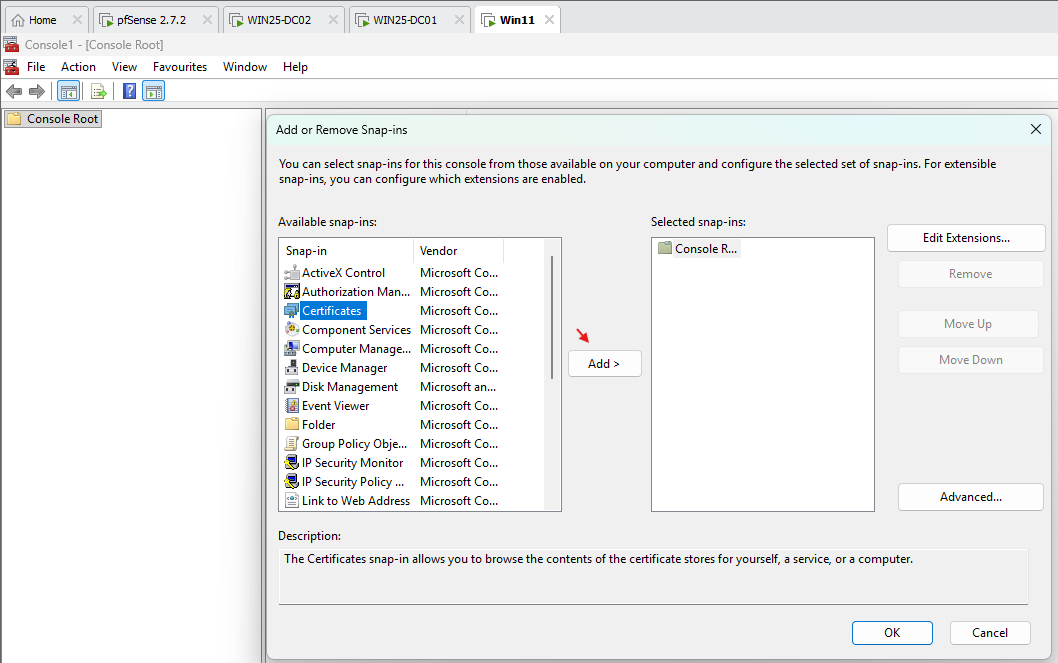 Home
pfSense 2.7.2
WIN25-DC02
WIN25-DC01
Win11
Console1 - [Console Root]
File Action View Favourites Window Help
Console Root
Add or Remove Snap-ins
You can select snap-ins for this console from those available on your computer and configure the selected set of snap-ins. For extensible
snap-ins, you can configure which extensions are enabled.
Available snap-ins:
Snap-in Vendor
ActiveX Control Microsoft Co...
Authorization Man... Microsoft Co...
Certificates Microsoft Co...
Component Services Microsoft Co...
Computer Manage... Microsoft Co...
Device Manager Microsoft Co...
Disk Management Microsoft an...
Event Viewer Microsoft Co...
Folder Microsoft Co...
Group Policy Obje... Microsoft Co...
IP Security Monitor Microsoft Co...
IP Security Policy ... Microsoft Co...
Link to Web Address Microsoft Co...
Add >
Selected snap-ins:
Console R...
Edit Extensions...
Remove
Move Up
Move Down
Advanced...
Description:
The Certificates snap-in allows you to browse the contents of the certificate stores for yourself, a service, or a computer.
OK
Cancel